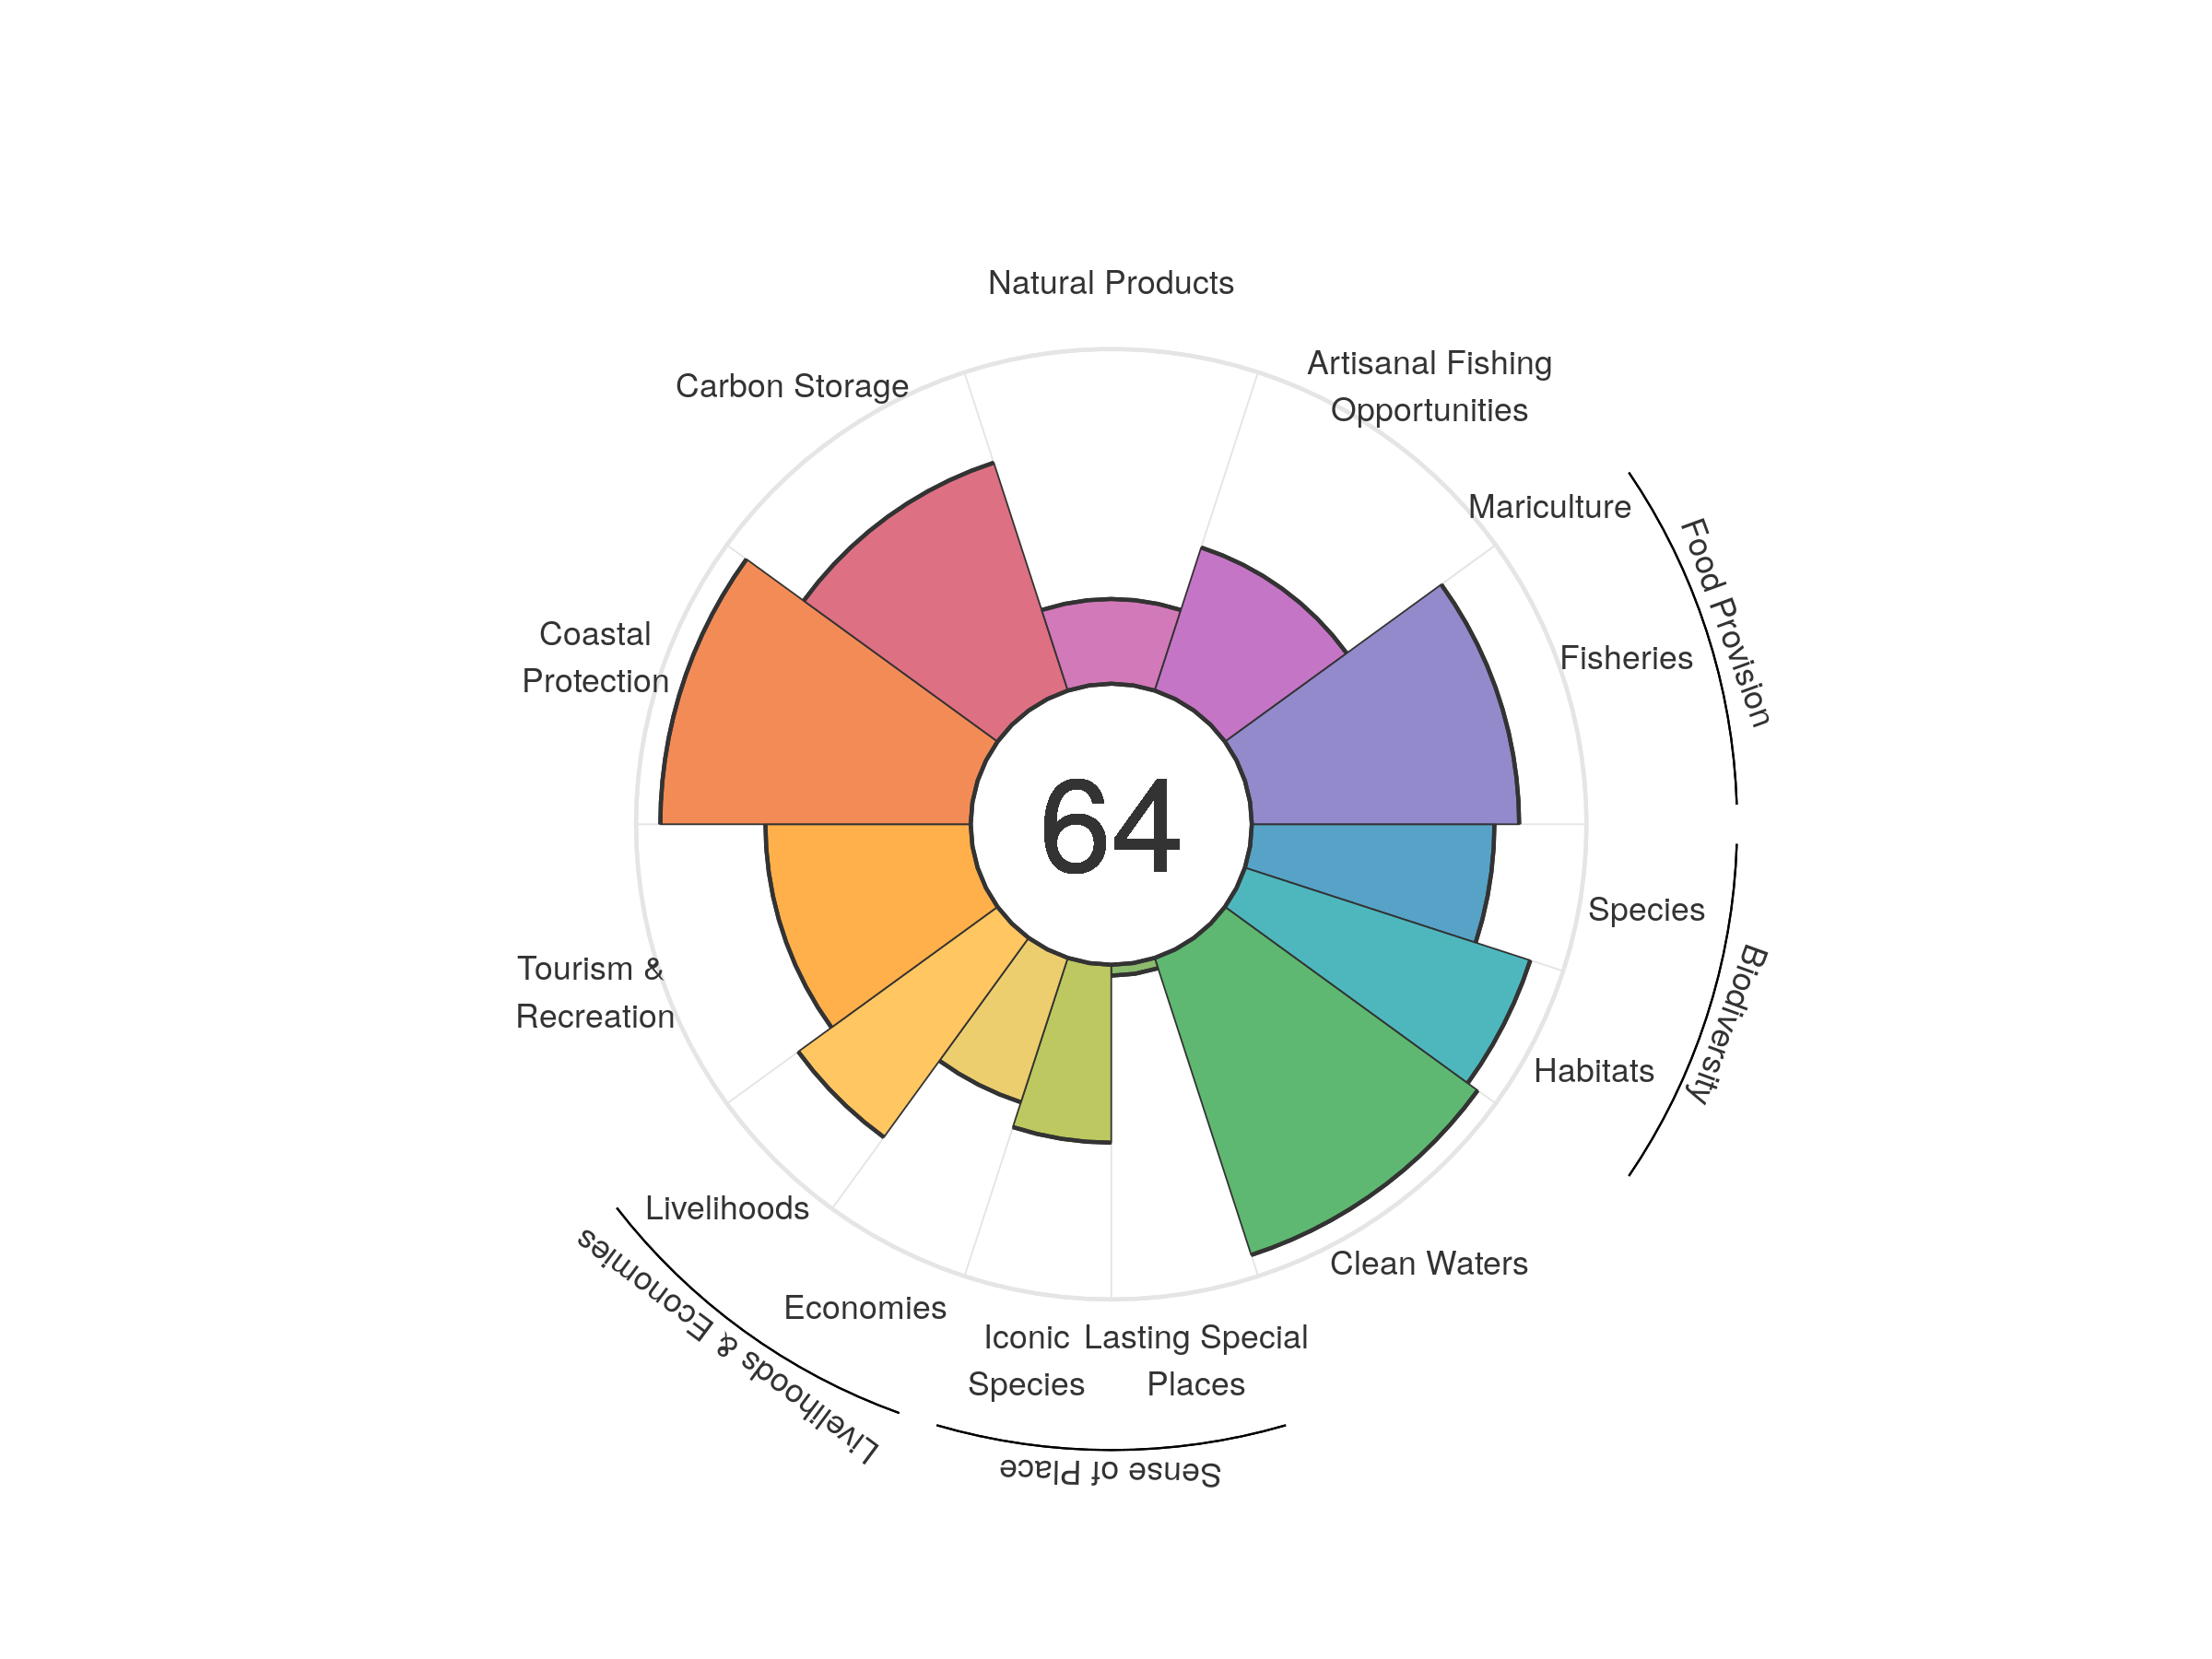 Natural Products
Artisanal Fishing
Opportunities
Carbon Storage
Mariculture
Food Provision
Fisheries
Coastal
Protection
64
Species
Biodiversity
Tourism &
Recreation
Habitats
Livelihoods
Livelihoods & Economies
Clean Waters
Economies
Iconic
Species
Lasting Special
Places
Sense of Place